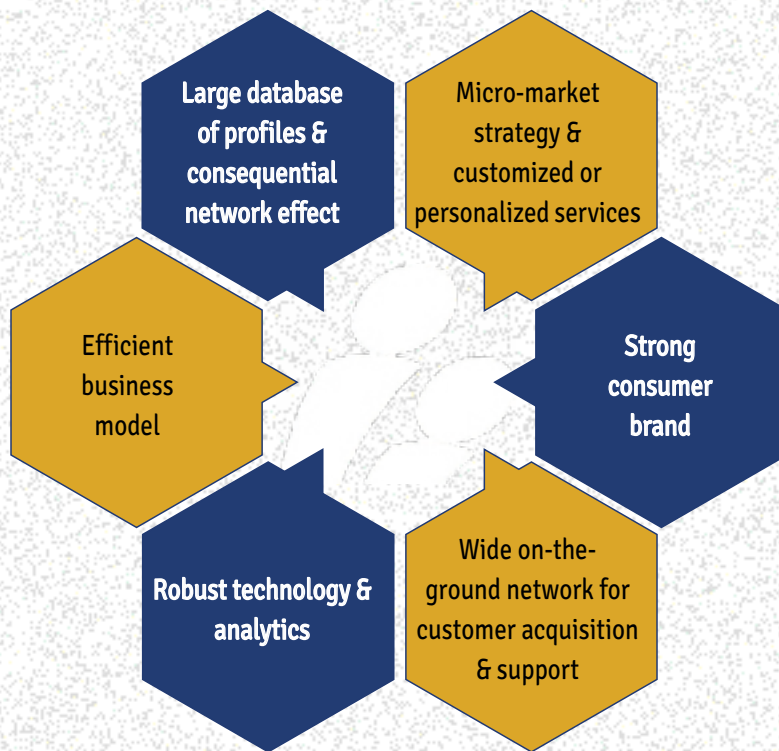 Large database
of profiles &
consequential
network effect
Micro-market
strategy &
customized or
personalized services
Efficient
business
model
Strong
consumer
brand
Robust technology &
analytics
Wide on-the-
ground network for
customer acquisition
& support